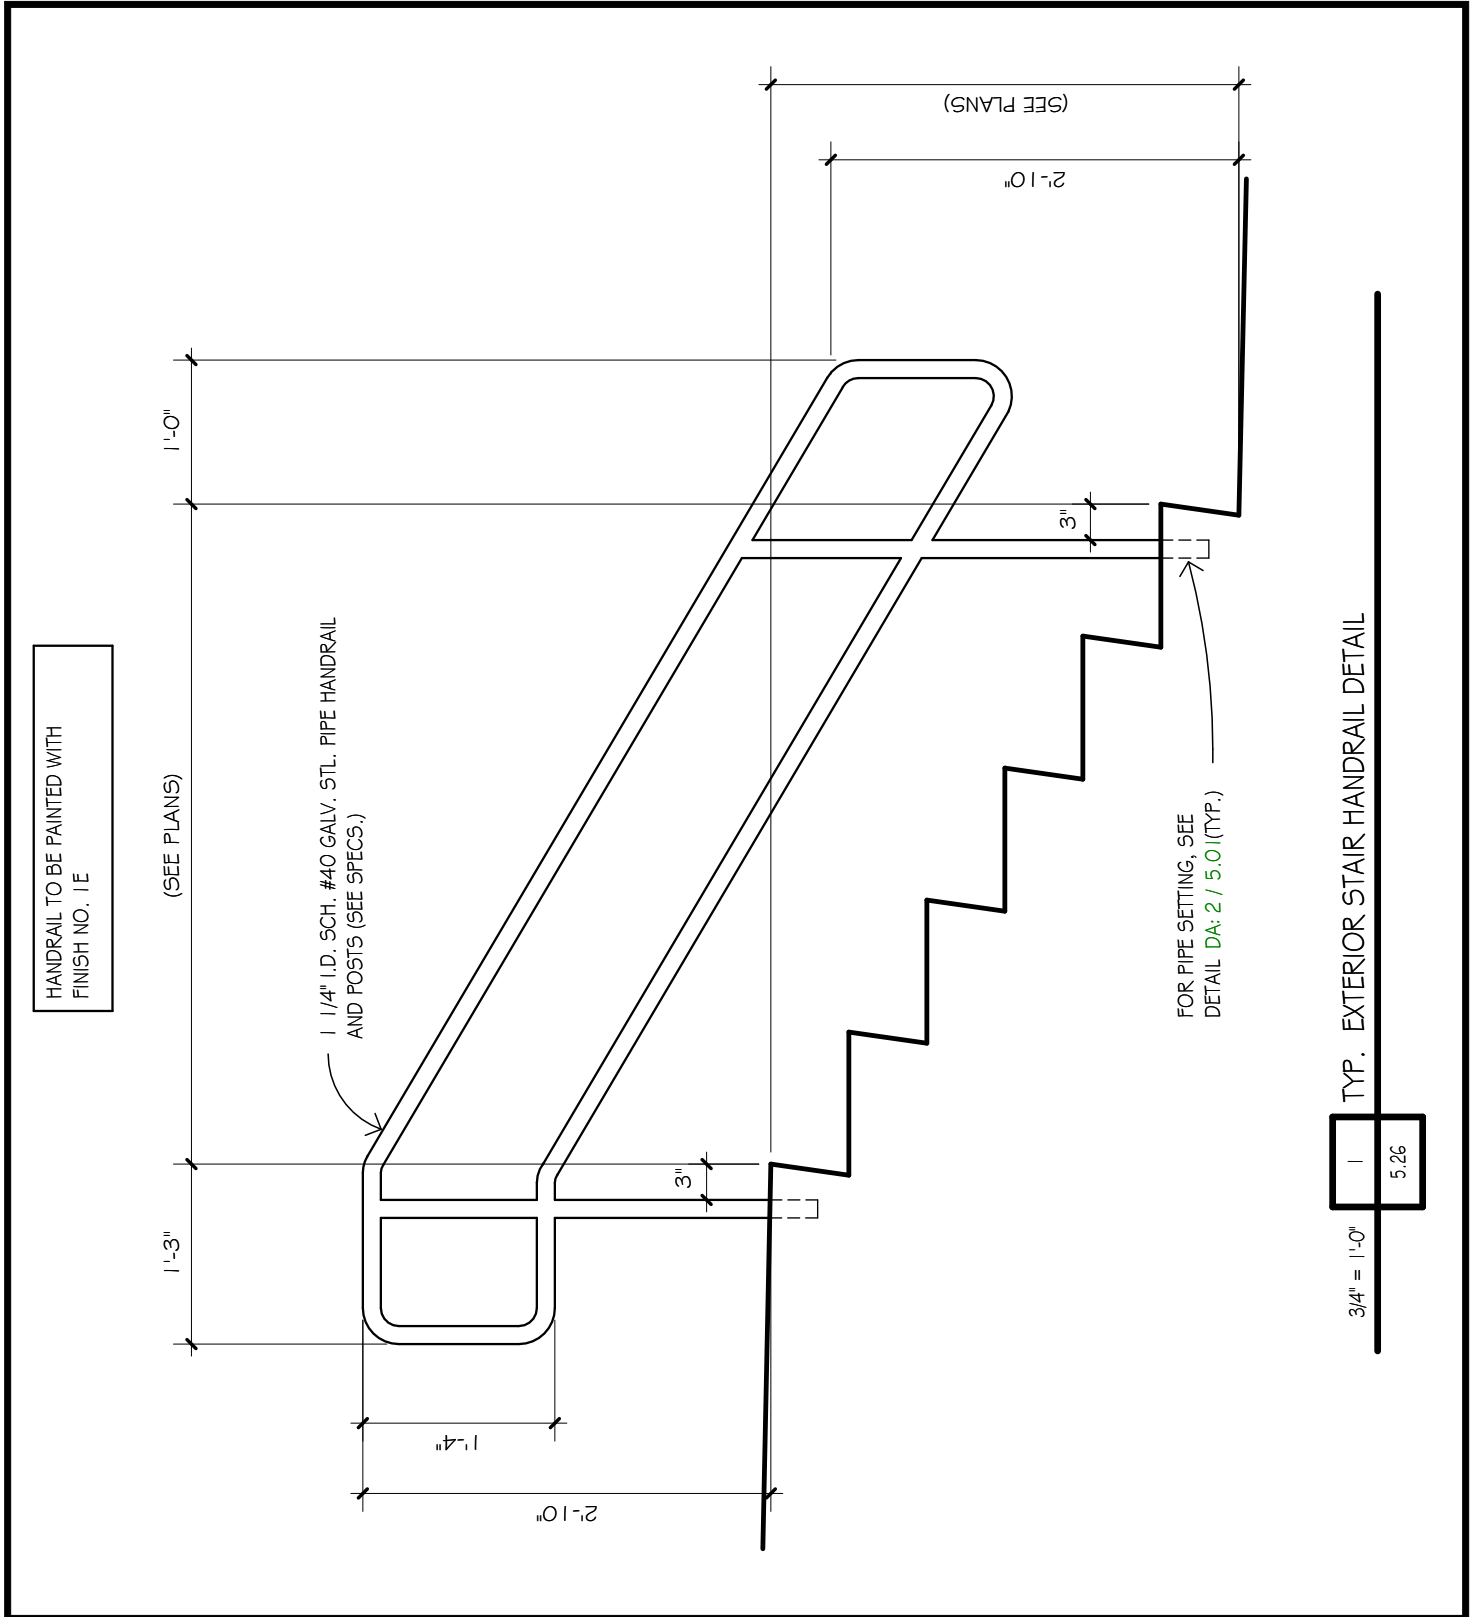 HANDRAIL TO BE PAINTED WITH
FINISH NO. 1E
1'-3"
(SEE PLANS)
1'-0"
1 1/4" I.D. SCH. #40 GALV. STL. PIPE HANDRAIL
AND POSTS (SEE SPECS.)
1'-4"
2'-10"
3"
3"
2'-10"
(SEE PLANS)
FOR PIPE SETTING, SEE
DETAIL DA: 2 / 5.01(TYP.)
3/4" = 1'-0"
1
5.26
TYP. EXTERIOR STAIR HANDRAIL DETAIL